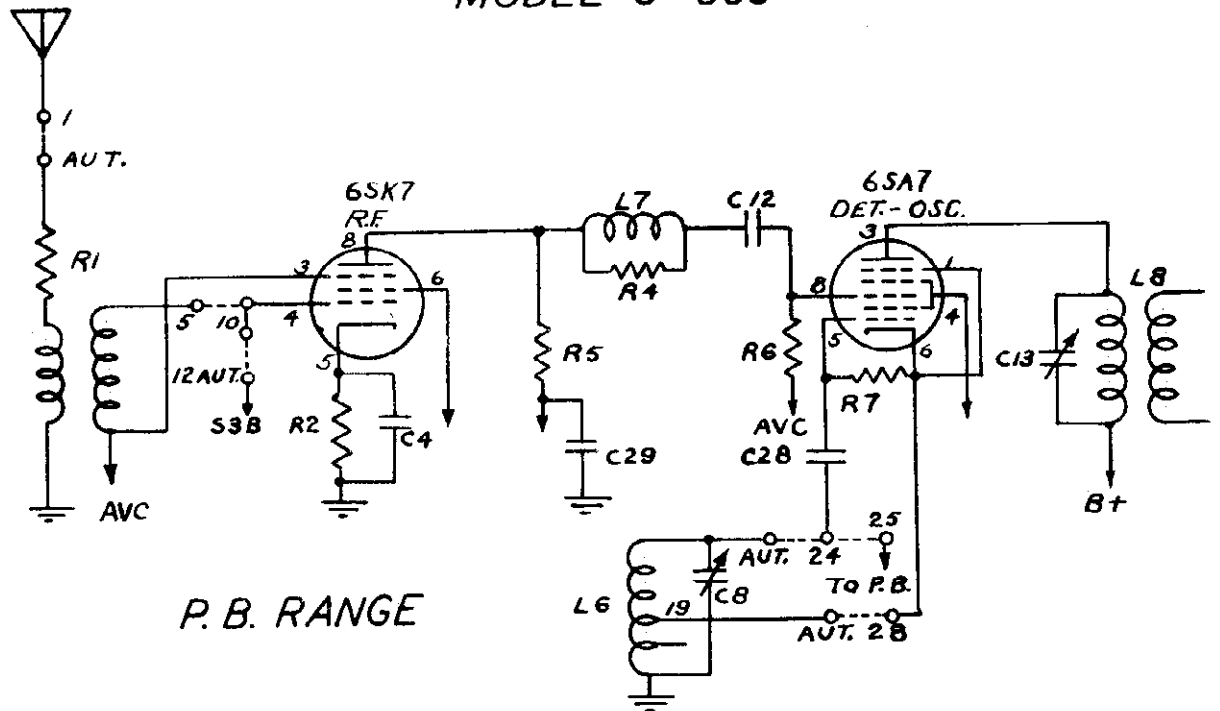 MODEL
1
AUT.
R1
6SK7
R.F.
8
3
6
4
5
5
10
12 AUT.
S3B
R2
C4
AVC
L7
R4
C12
R5
C29
6SA7
DET.-OSC.
3
8
1
4
5
6
R6
R7
AVC
C28
C13
L8
B+
25
AUT. 24
TO P.B.
C8
L6
19
AUT. 28
P. B. RANGE